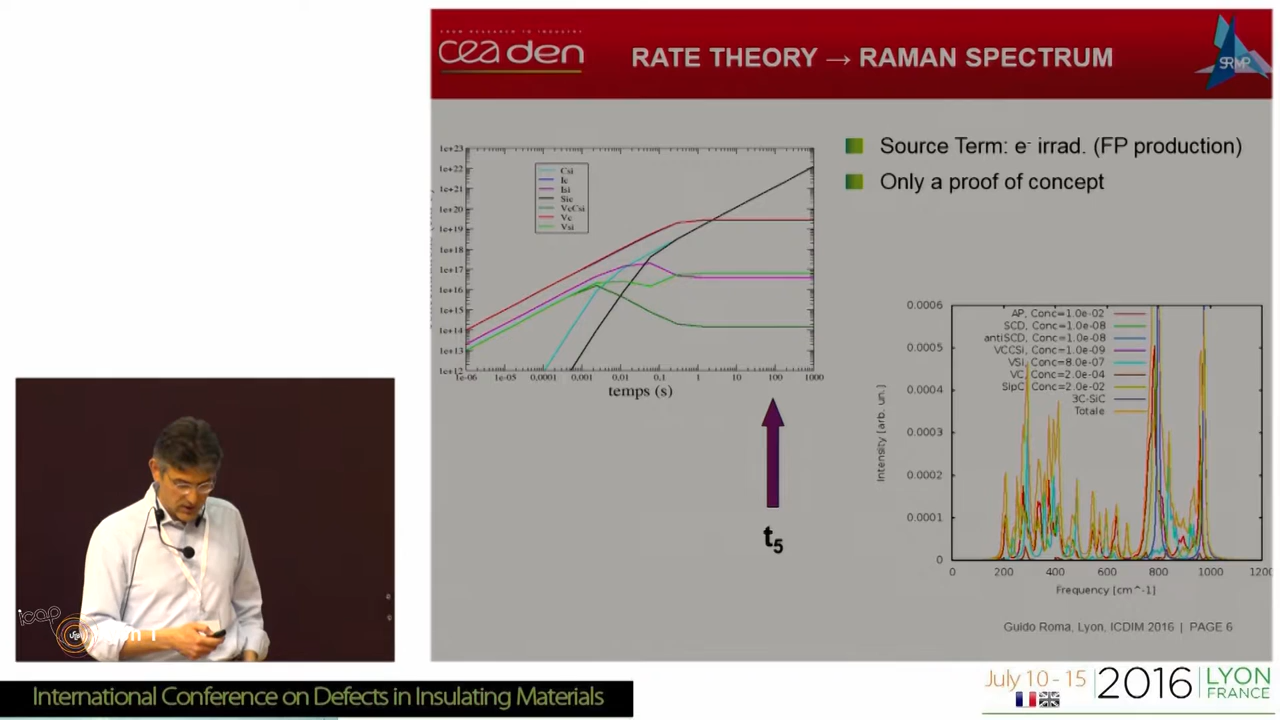 FROM RESEARCH TO INDUSTRY
cea den
RATE THEORY → RAMAN SPECTRUM
SRMP
Source Term: e- irrad. (FP production)
Only a proof of concept
1e+23
1e+22
1e+21
1e+20
1e+19
1e+18
1e+17
1e+16
1e+15
1e+14
1e+13
1e+12
Csi
Ic
Isi
Sic
VcCsi
Vc
Vsi
1e-06 1e-05 0,0001 0,001 0,01 0,1 1 10 100 1000
temps (s)
t5
0.0006
0.0005
0.0004
0.0003
0.0002
0.0001
0
Intensity [arb. un.]
AP, Conc=1.0e-02
SCD, Conc=1.0e-08
antiSCD, Conc=1.0e-08
VCCSi, Conc=1.0e-09
VSi, Conc=8.0e-07
VC, Conc=2.0e-04
SipC, Conc=2.0e-02
3C-SiC
Totale
0 200 400 600 800 1000 1200
Frequency [cm^-1]
Guido Roma, Lyon, ICDIM 2016 | PAGE 6
icap
International Conference on Defects in Insulating Materials
July 10 - 15
2016
LYON
FRANCE